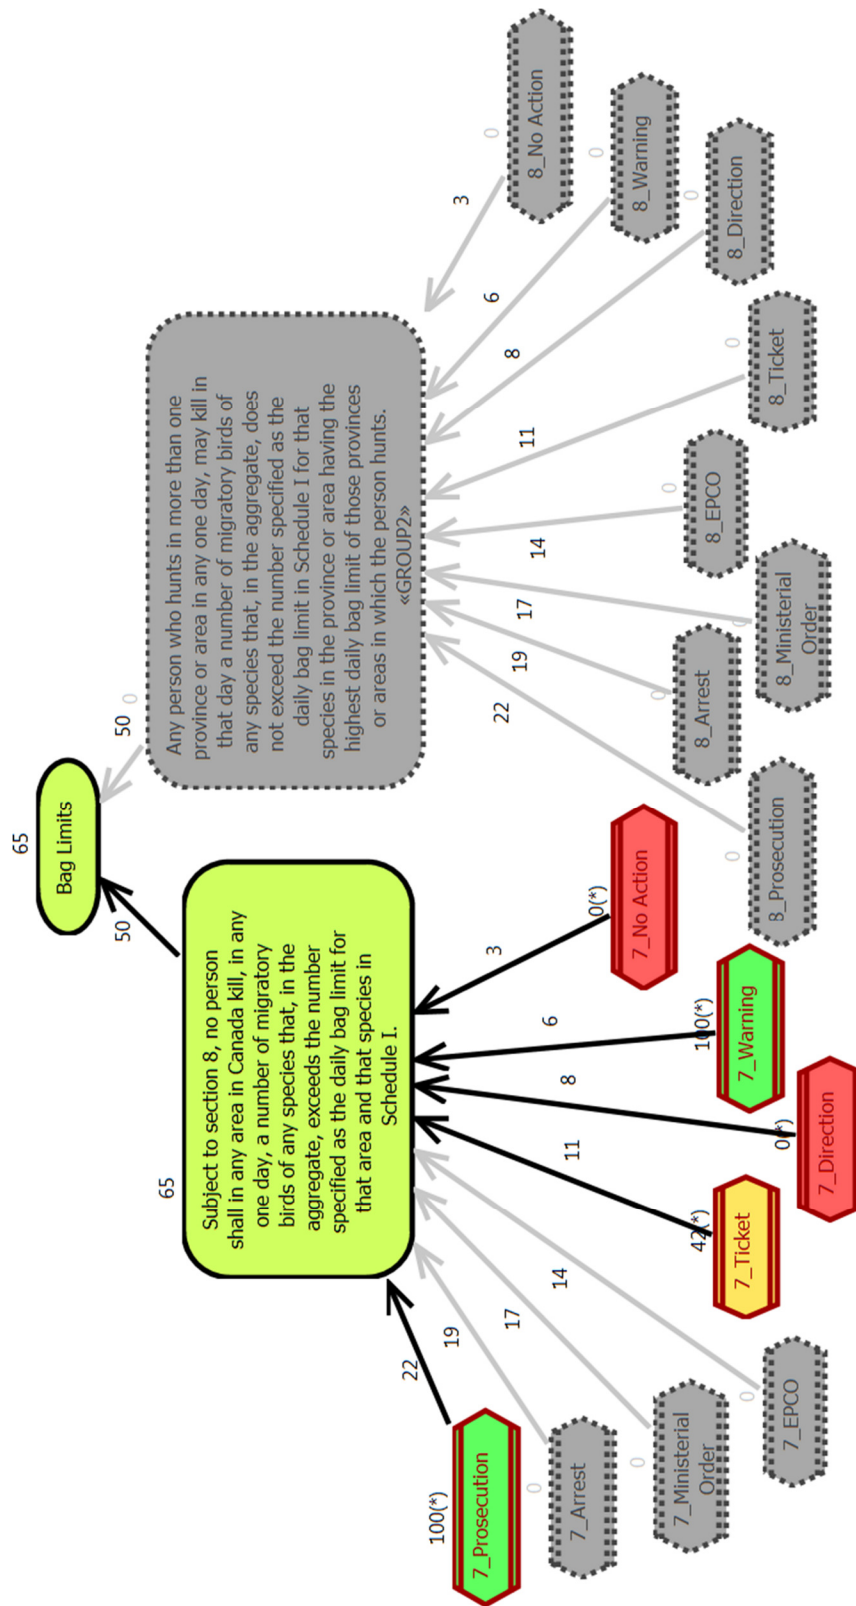 65
Bag Limits
50
50
0
65
Subject to section 8, no person
shall in any area in Canada kill, in any
one day, a number of migratory
birds of any species that, in the
aggregate, exceeds the number
specified as the daily bag limit for
that area and that species in
Schedule I.
Any person who hunts in more than one
province or area in any one day, may kill in
that day a number of migratory birds of
any species that, in the aggregate, does
not exceed the number specified as the
daily bag limit in Schedule I for that
species in the province or area having the
highest daily bag limit of those provinces
or areas in which the person hunts.
«GROUP2»
22
19
17
14
11
8
6
3
22
19
17
14
11
8
6
3
100(*)
7_Prosecution
0
7_Arrest
0
7_Ministerial
Order
0
7_EPCO
42(*)
7_Ticket
0(*)
7_Direction
100(*)
7_Warning
0(*)
7_No Action
0
8_Prosecution
0
8_Arrest
0
8_Ministerial
Order
0
8_EPCO
0
8_Ticket
0
8_Direction
0
8_Warning
0
8_No Action